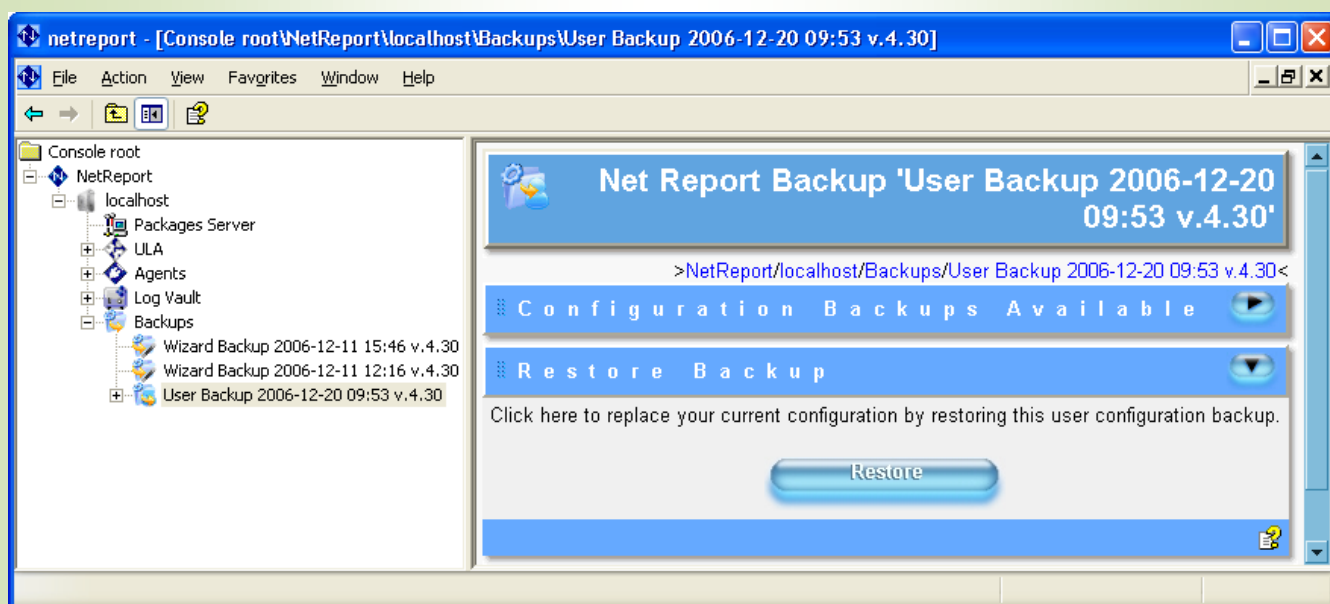 netreport - [Console root\NetReport\localhost\Backups\User Backup 2006-12-20 09:53 v.4.30]
File Action View Favorites Window Help
Console root
NetReport
localhost
Packages Server
ULA
Agents
Log Vault
Backups
Wizard Backup 2006-12-11 15:46 v.4.30
Wizard Backup 2006-12-11 12:16 v.4.30
User Backup 2006-12-20 09:53 v.4.30
Net Report Backup 'User Backup 2006-12-20
09:53 v.4.30'
>NetReport/localhost/Backups/User Backup 2006-12-20 09:53 v.4.30<
Configuration Backups Available
Restore Backup
Click here to replace your current configuration by restoring this user configuration backup.
Restore